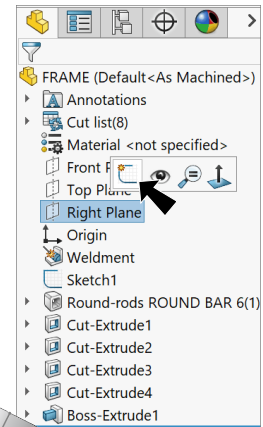 FRAME (Default<As Machined>)
Annotations
Cut list(8)
Material <not specified>
Front
Top Plane
Right Plane
Origin
Weldment
Sketch1
Round-rods ROUND BAR 6(1)
Cut-Extrude1
Cut-Extrude2
Cut-Extrude3
Cut-Extrude4
Boss-Extrude1